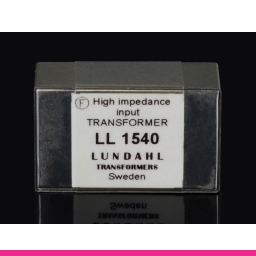 F High impedance
input
TRANSFORMER
LL 1540
LUNDAHL
TRANSFORMERS
Sweden